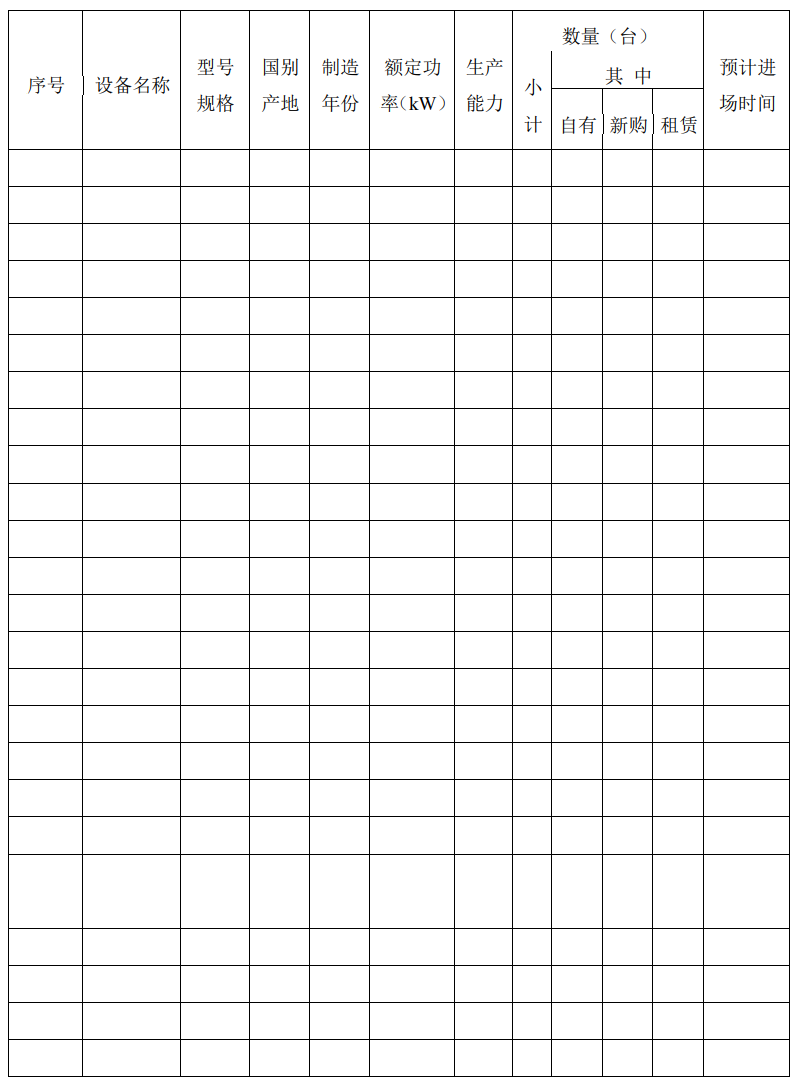 序号
设备名称
型号
规格
国别
产地
制造
年份
额定功
率（kW）
生产
能力
数量（台）
小
计
其 中
自有
新购
租赁
预计进
场时间